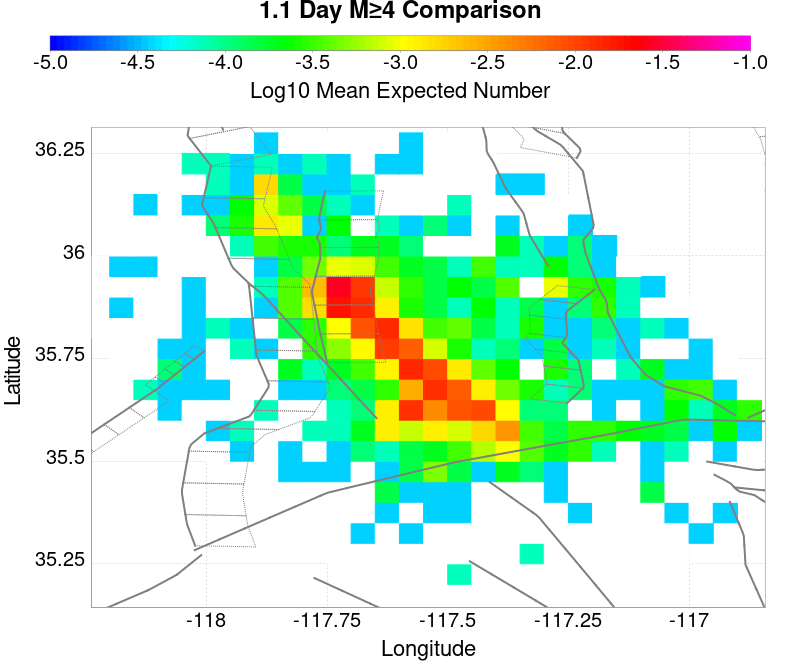 1.1 Day M≥4 Comparison
-5.0 -4.5 -4.0 -3.5 -3.0 -2.5 -2.0 -1.5 -1.0
Log10 Mean Expected Number
36.25
36
35.75
35.5
35.25
Latitude
-118 -117.75 -117.5 -117.25 -117
Longitude